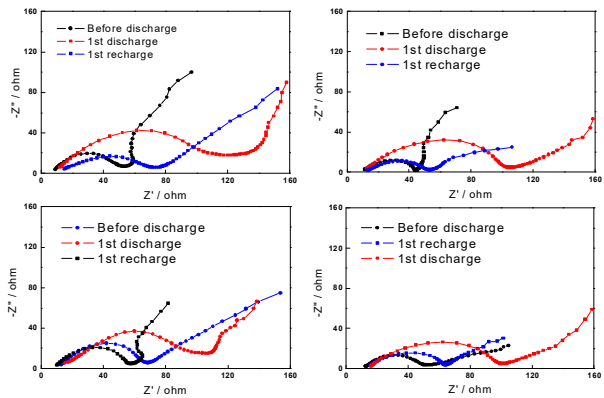 160
120
80
40
0
-Z" / ohm
Before discharge
1st discharge
1st recharge
0 40 80 120 160
Z' / ohm
160
120
80
40
0
-Z" / ohm
Before discharge
1st discharge
1st recharge
0 40 80 120 160
Z' / ohm
160
120
80
40
0
-Z" / ohm
Before discharge
1st discharge
1st recharge
0 40 80 120 160
Z' / ohm
160
120
80
40
0
-Z" / ohm
Before discharge
1st recharge
1st discharge
0 40 80 120 160
Z' / ohm